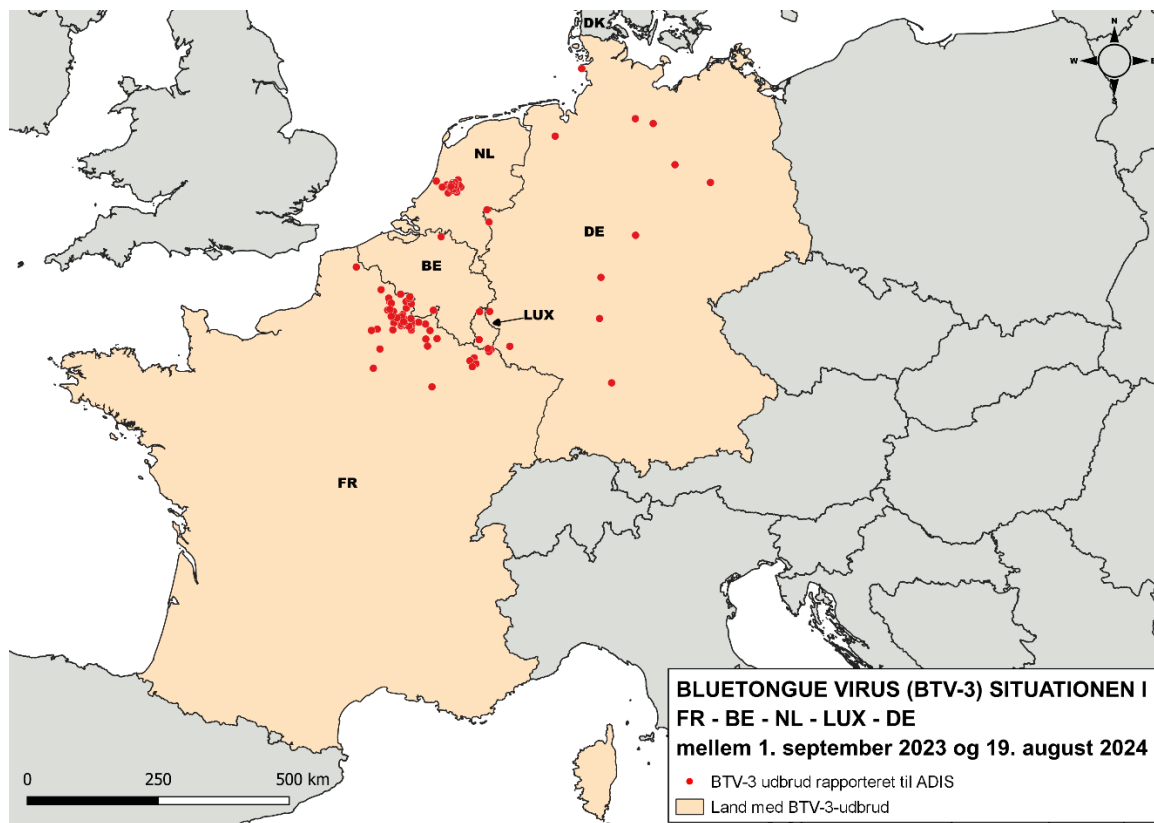 DK
N
W
E
S
NL
DE
BE
LUX
FR
BLUETONGUE VIRUS (BTV-3) SITUATIONEN I
FR - BE - NL - LUX - DE
mellem 1. september 2023 og 19. august 2024
BTV-3 udbrud rapporteret til ADIS
Land med BTV-3-udbrud
0
250
500 km